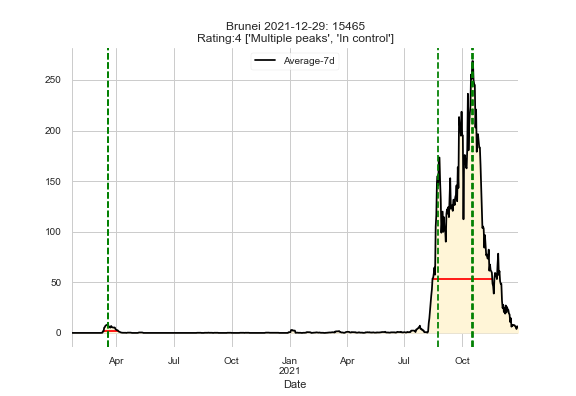 Brunei 2021-12-29: 15465
Rating:4 ['Multiple peaks', 'In control']
Average-7d
250
200
150
100
50
0
Apr Jul Oct Jan Apr Jul Oct
2021
Date